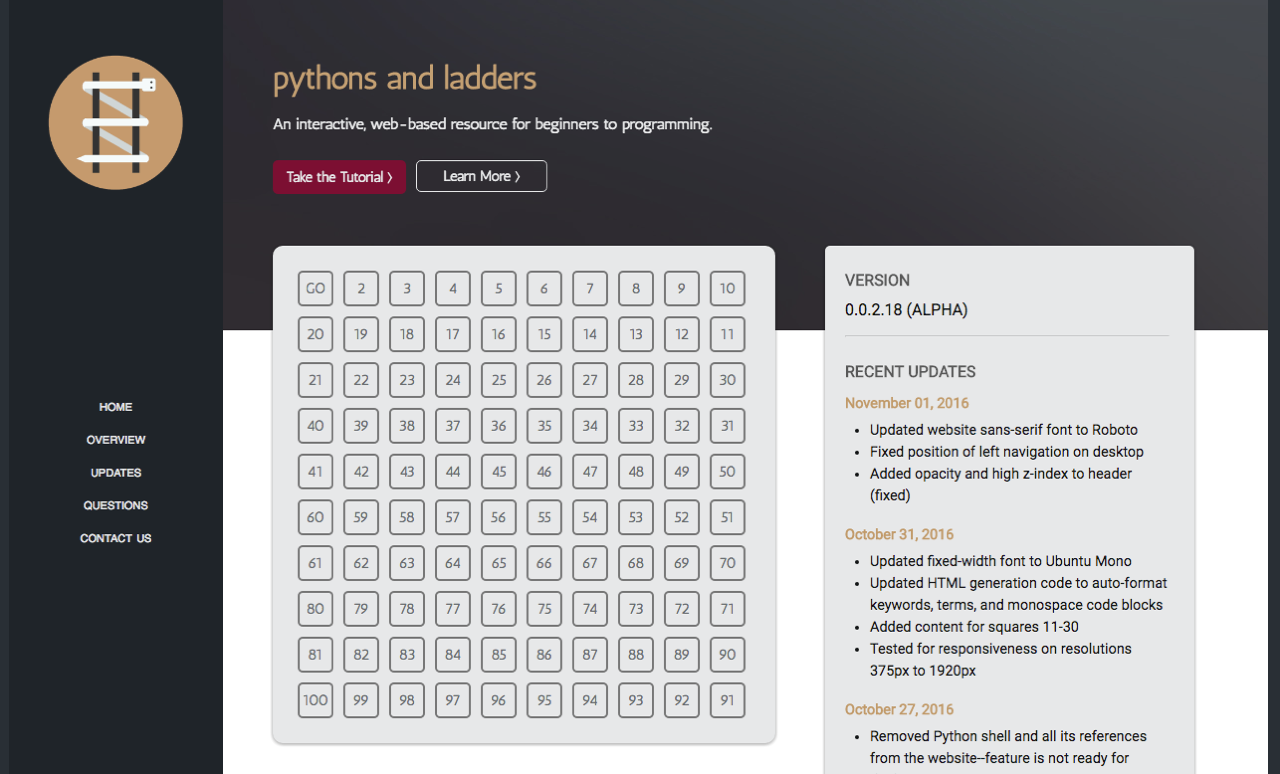 pythons and ladders
An interactive, web-based resource for beginners to programming.
Take the Tutorial 〉
Learn More 〉
HOME
OVERVIEW
UPDATES
QUESTIONS
CONTACT US
GO 2 3 4 5 6 7 8 9 10
20 19 18 17 16 15 14 13 12 11
21 22 23 24 25 26 27 28 29 30
40 39 38 37 36 35 34 33 32 31
41 42 43 44 45 46 47 48 49 50
60 59 58 57 56 55 54 53 52 51
61 62 63 64 65 66 67 68 69 70
80 79 78 77 76 75 74 73 72 71
81 82 83 84 85 86 87 88 89 90
100 99 98 97 96 95 94 93 92 91
VERSION
0.0.2.18 (ALPHA)
RECENT UPDATES
November 01, 2016
• Updated website sans-serif font to Roboto
• Fixed position of left navigation on desktop
• Added opacity and high z-index to header
(fixed)
October 31, 2016
• Updated fixed-width font to Ubuntu Mono
• Updated HTML generation code to auto-format
keywords, terms, and monospace code blocks
• Added content for squares 11-30
• Tested for responsiveness on resolutions
375px to 1920px
October 27, 2016
• Removed Python shell and all its references
from the website--feature is not ready for